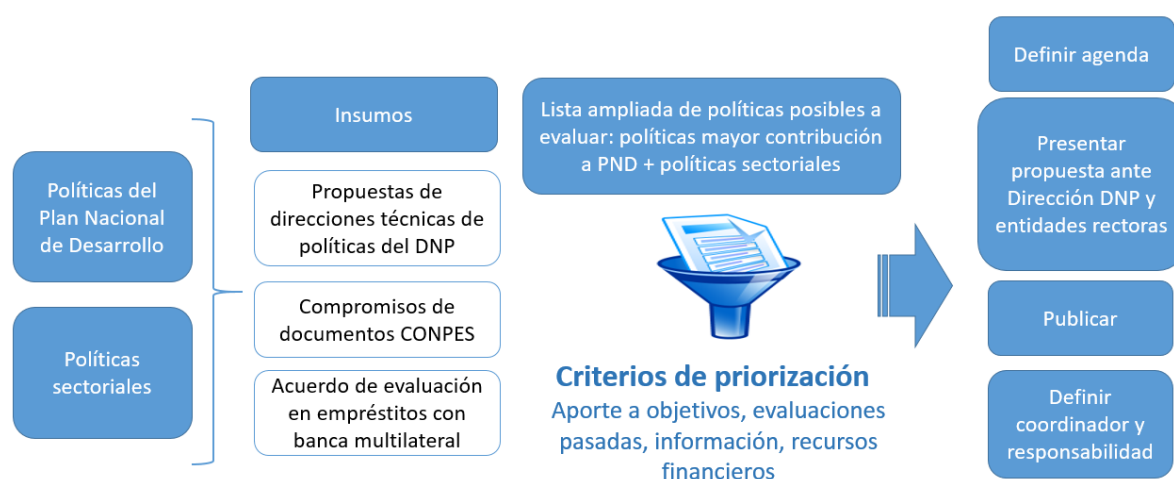 Políticas del
Plan Nacional
de Desarrollo
Políticas
sectoriales
Insumos
Propuestas de
direcciones técnicas de
políticas del DNP
Compromisos de
documentos CONPES
Acuerdo de evaluación
en empréstitos con
banca multilateral
Lista ampliada de políticas posibles a
evaluar: políticas mayor contribución
a PND + políticas sectoriales
Criterios de priorización
Aporte a objetivos, evaluaciones
pasadas, información, recursos
financieros
Definir agenda
Presentar
propuesta ante
Dirección DNP y
entidades rectoras
Publicar
Definir
coordinador y
responsabilidad